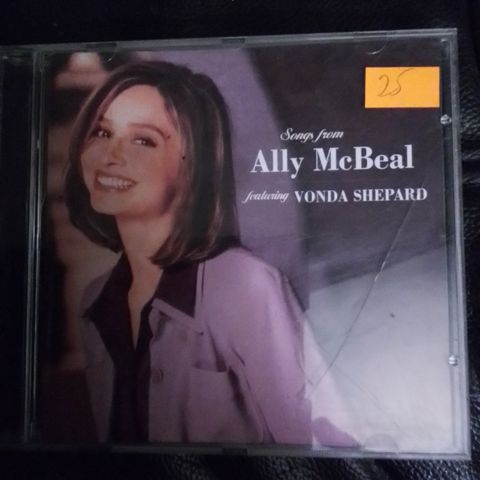 25
Songs from
Ally McBeal
featuring VONDA SHEPARD